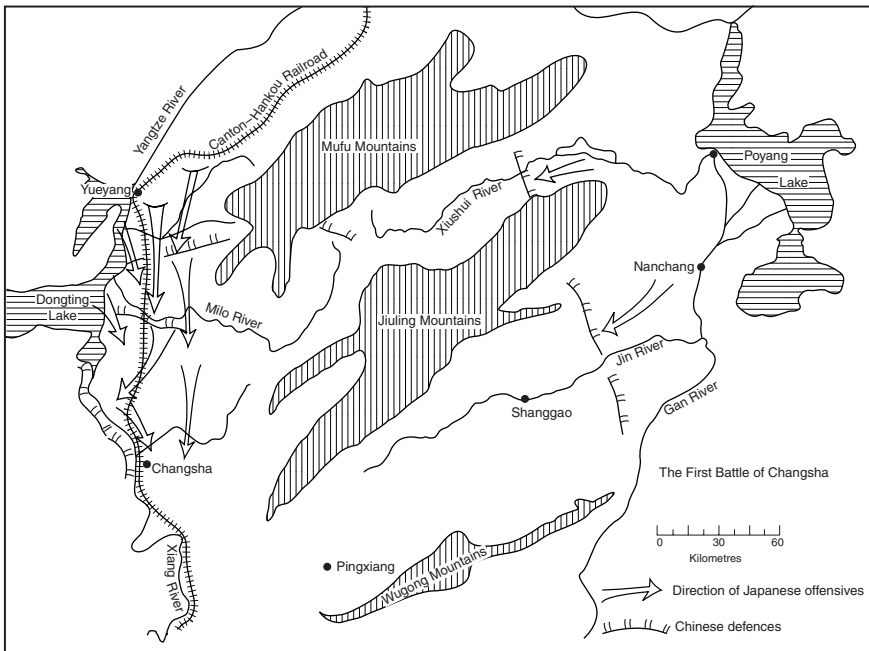 Yangtze River
Canton–Hankou Railroad
Mufu Mountains
Yueyang
Xiushui River
Poyang
Lake
Nanchang
Dongting
Lake
Milo River
Jiuling Mountains
Jin River
Shanggao
Gan River
Changsha
The First Battle of Changsha
0 30 60
Kilometres
Xiang River
Pingxiang
Wugong Mountains
Direction of Japanese offensives
Chinese defences